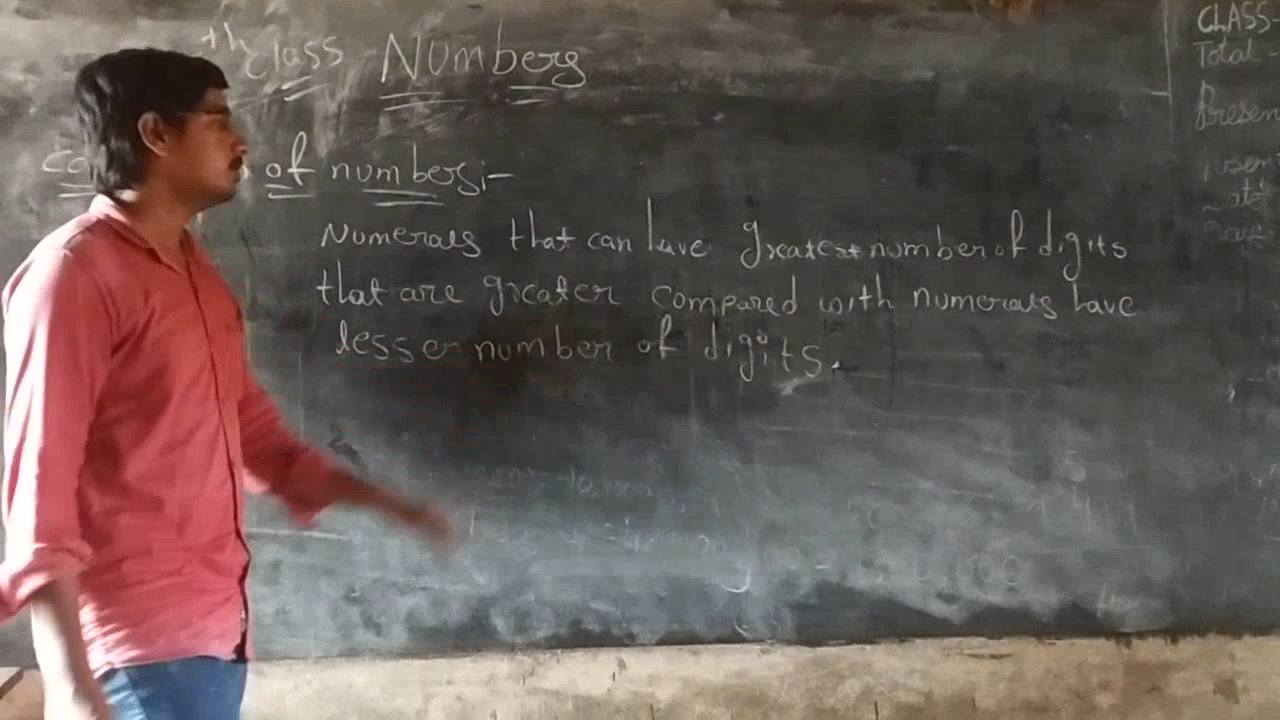 th class Numbers
of numbers:-
Numerals that can have greatest number of digits
that are greater compared with numerals have
lesser number of digits.
CLASS-
Total -
Presen